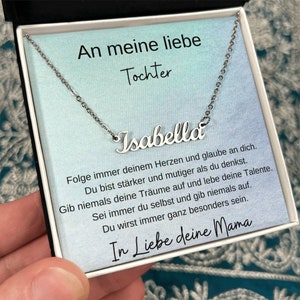 An meine liebe
Tochter
Isabella
Folge immer deinem Herzen und glaube an dich.
Du bist stärker und mutiger als du denkst.
Gib niemals deine Träume auf und lebe deine Talente.
Sei immer du selbst und gib niemals auf.
Du wirst immer ganz besonders sein.
In Liebe deine Mama